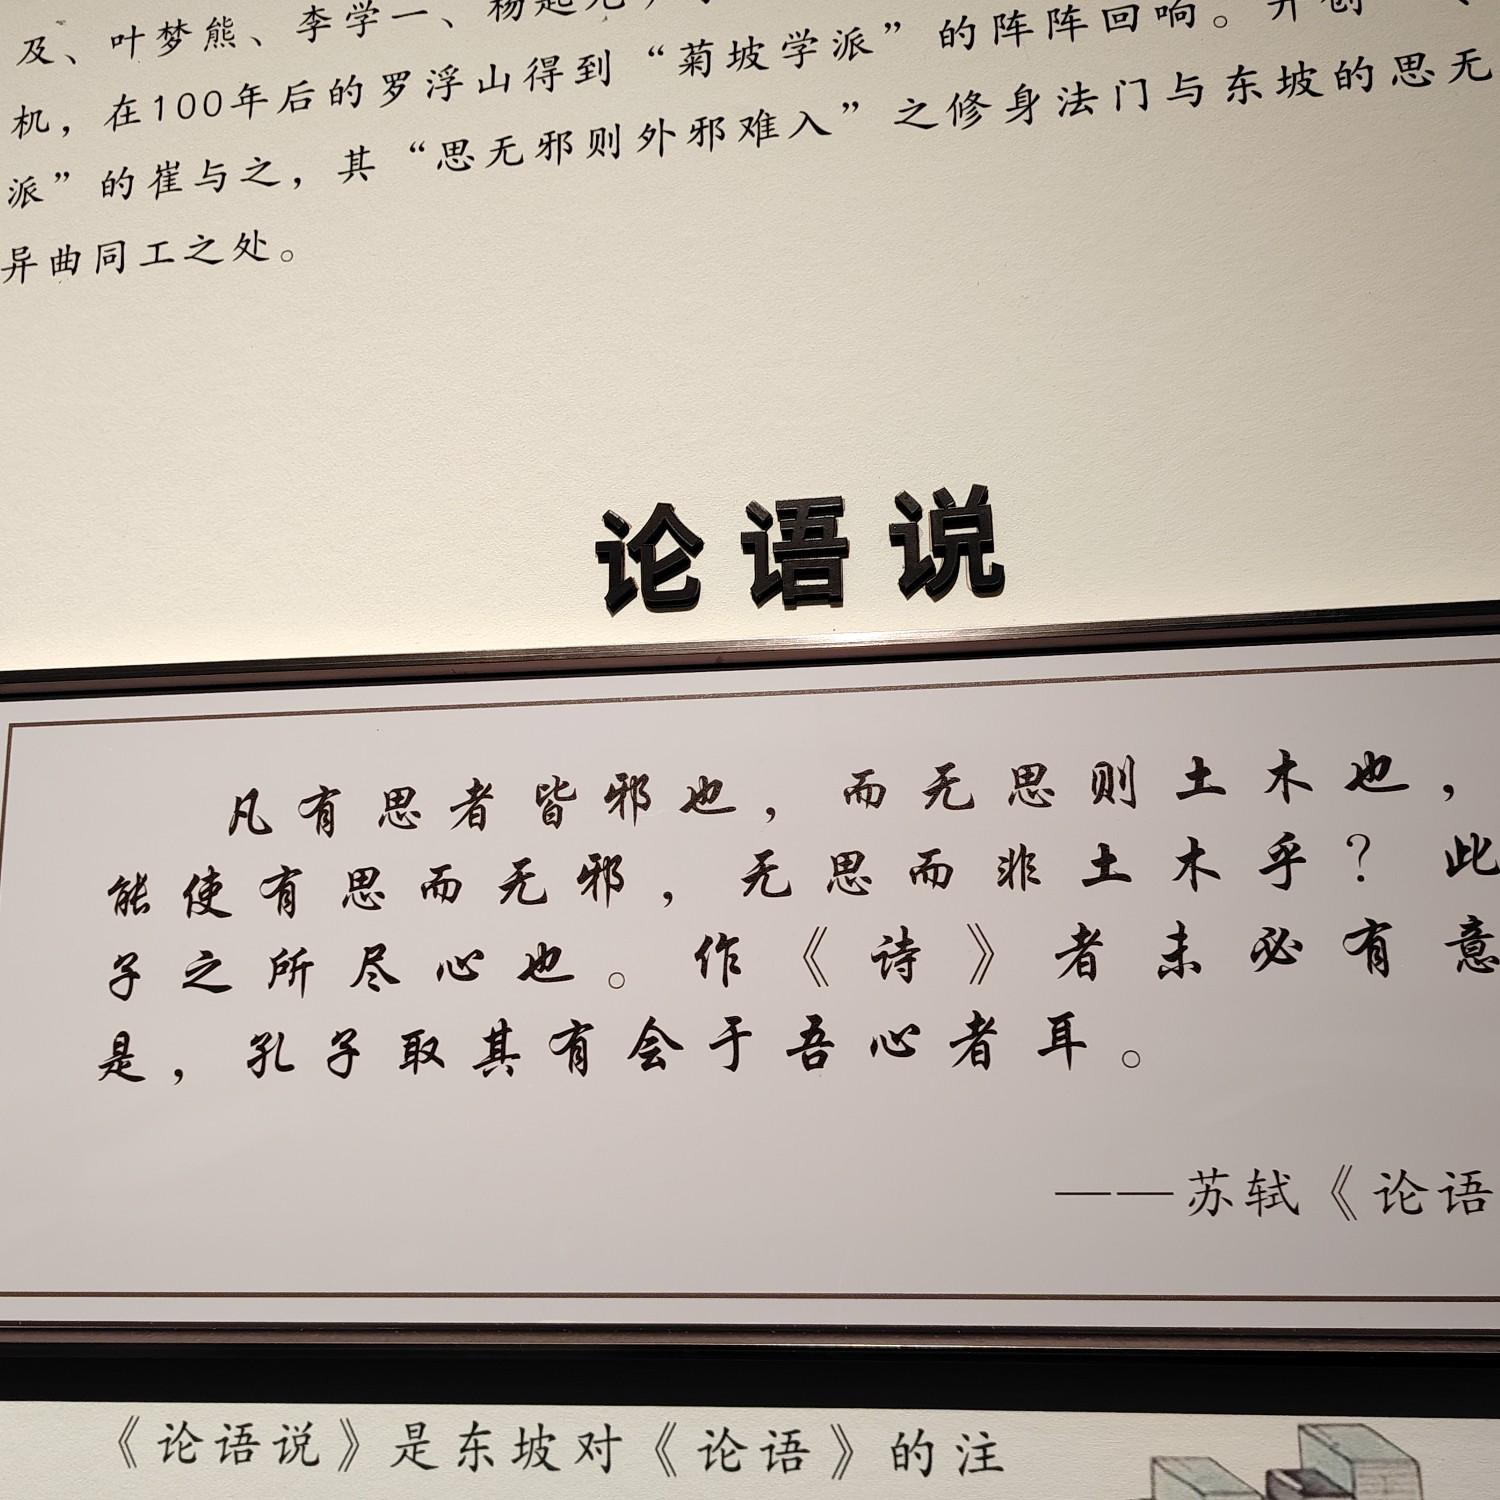 及、叶梦熊、李学一、杨起元
机，在100年后的罗浮山得到“菊坡学派”的阵阵回响。开创
派”的崔与之，其“思无邪则外邪难入”之修身法门与东坡的思无
异曲同工之处。
论语说
凡有思者皆邪也，而无思则土木也，
能使有思而无邪，无思而非土木乎？此
子之所尽心也。作《诗》者未必有意
是，孔子取其有会于吾心者耳。
——苏轼《论语
《论语说》是东坡对《论语》的注